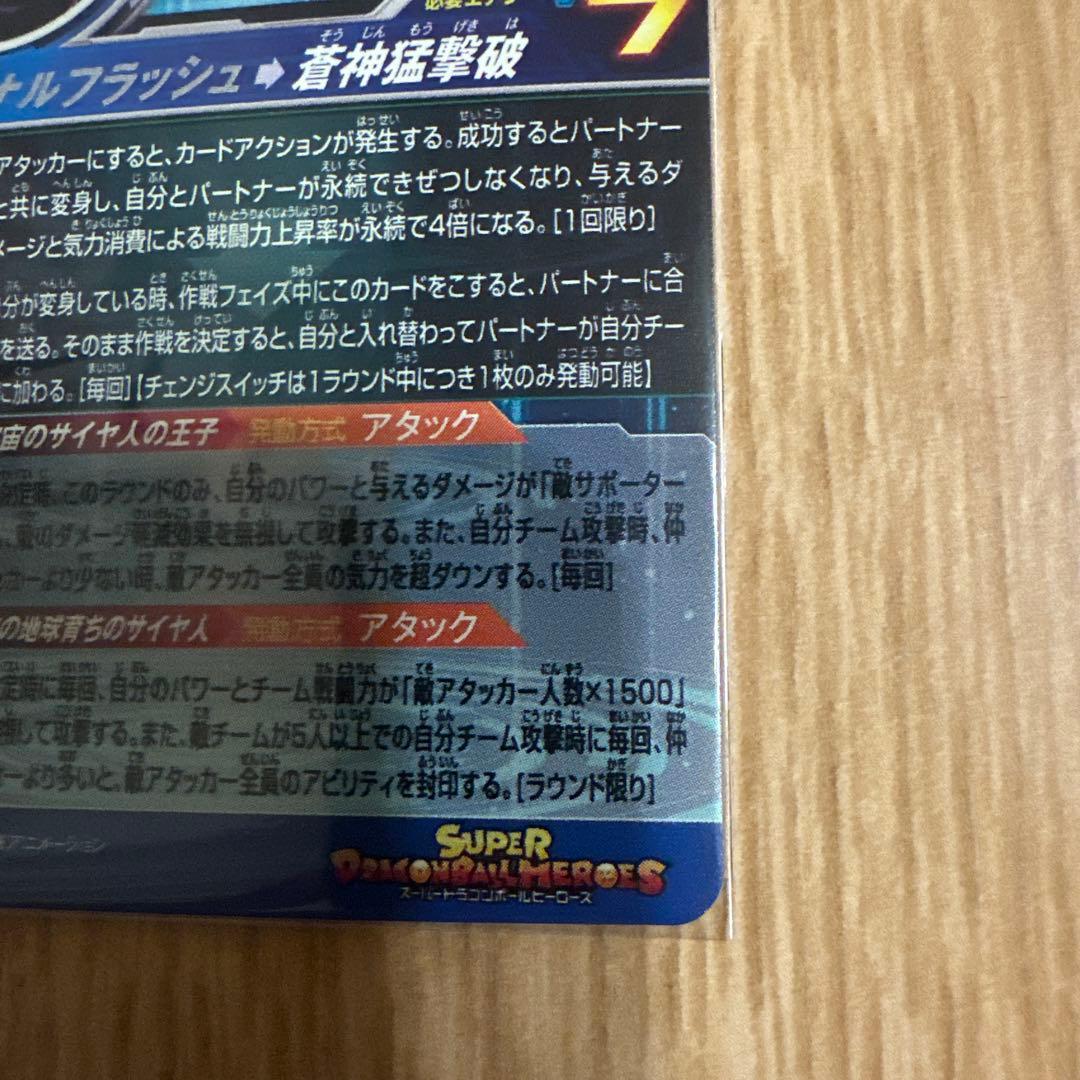 必要エナジー
7
ナルフラッシュ➡蒼神猛撃破
アタッカーにすると、カードアクションが発生する。成功するとパートナー
と共に変身し、自分とパートナーが永続できぜつしなくなり、与えるダ
メージと気力消費による戦闘力上昇率が永続で4倍になる。[1回限り]
分が変身している時、作戦フェイズ中にこのカードをこすると、パートナーに合
を送る。そのまま作戦を決定すると、自分と入れ替わってパートナーが自分チー
に加わる。[毎回]【チェンジスイッチは1ラウンド中につき1枚のみ発動可能】
宙のサイヤ人の王子 発動方式 アタック
このラウンドのみ、自分のパワーと与えるダメージが「敵サポーター
敵のダメージ軽減効果を無視して攻撃する。また、自分チーム攻撃時、仲
より少ない時、敵アタッカー全員の気力を超ダウンする。[毎回]
の地球育ちのサイヤ人 発動方式 アタック
定時に毎回、自分のパワーとチーム戦闘力が「敵アタッカー人数×1500」
して攻撃する。また、敵チームが5人以上での自分チーム攻撃時に毎回、仲
より多いと、敵アタッカー全員のアビリティを封印する。[ラウンド限り]
アニメーション
SUPER
DRAGONBALL HEROES
スーパードラゴンボールヒーローズ